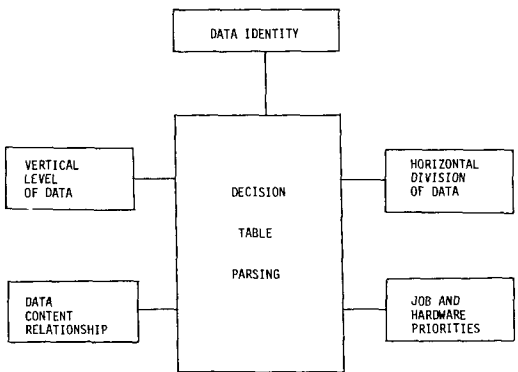 DATA IDENTITY
VERTICAL
LEVEL
OF DATA
HORIZONTAL
DIVISION
OF DATA
DECISION
TABLE
PARSING
DATA
CONTENT
RELATIONSHIP
JOB AND
HARDWARE
PRIORITIES